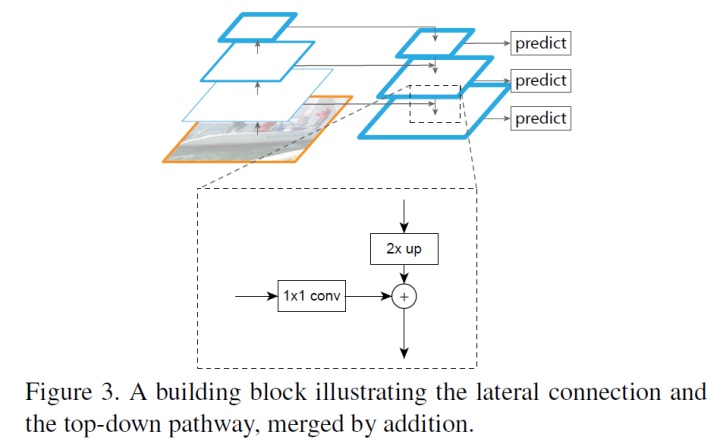 predict
predict
predict
2x up
1x1 conv
+
Figure 3. A building block illustrating the lateral connection and
the top-down pathway, merged by addition.